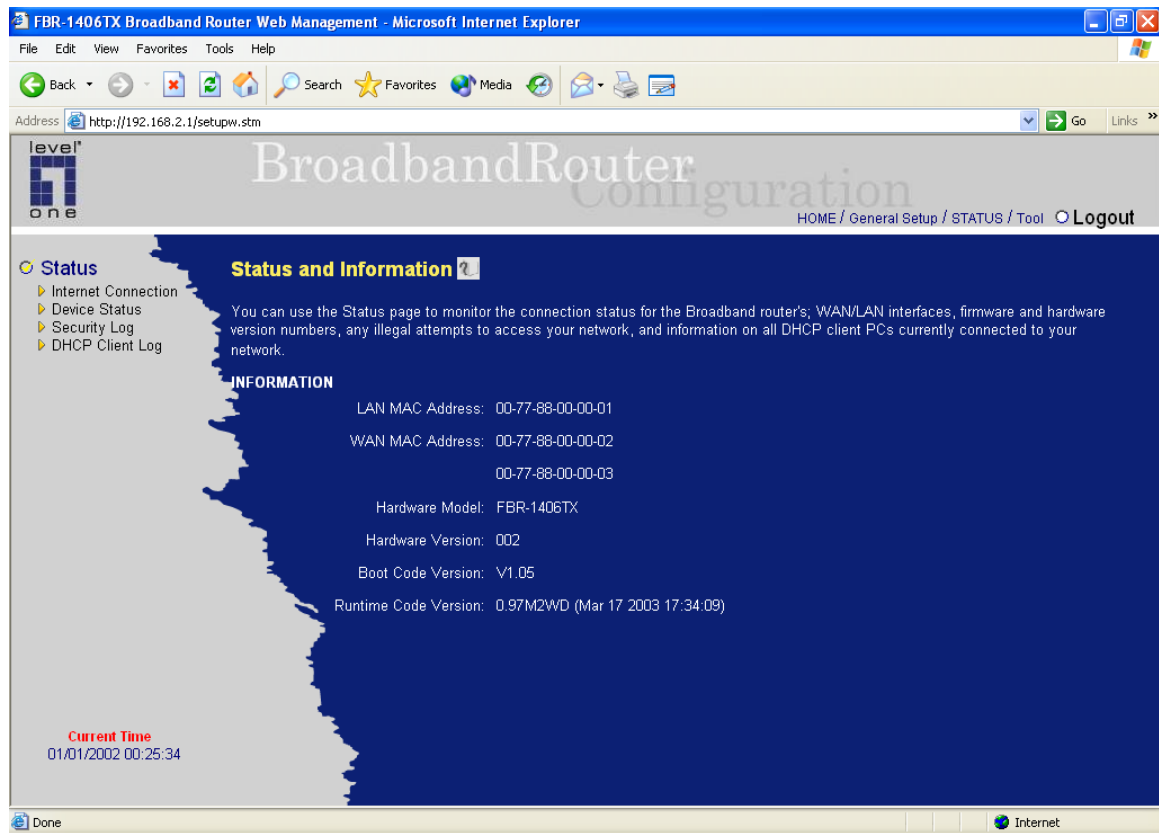 FBR-1406TX Broadband Router Web Management - Microsoft Internet Explorer
File Edit View Favorites Tools Help
Back Search Favorites Media
Address http://192.168.2.1/setupw.stm Go Links »
level
one
BroadbandRouter
Configuration
HOME / General Setup / STATUS / Tool Logout
Status
Internet Connection
Device Status
Security Log
DHCP Client Log
Status and Information
You can use the Status page to monitor the connection status for the Broadband router's; WAN/LAN interfaces, firmware and hardware
version numbers, any illegal attempts to access your network, and information on all DHCP client PCs currently connected to your
network.
INFORMATION
LAN MAC Address: 00-77-88-00-00-01
WAN MAC Address: 00-77-88-00-00-02
00-77-88-00-00-03
Hardware Model: FBR-1406TX
Hardware Version: 002
Boot Code Version: V1.05
Runtime Code Version: 0.97M2WD (Mar 17 2003 17:34:09)
Current Time
01/01/2002 00:25:34
Done Internet